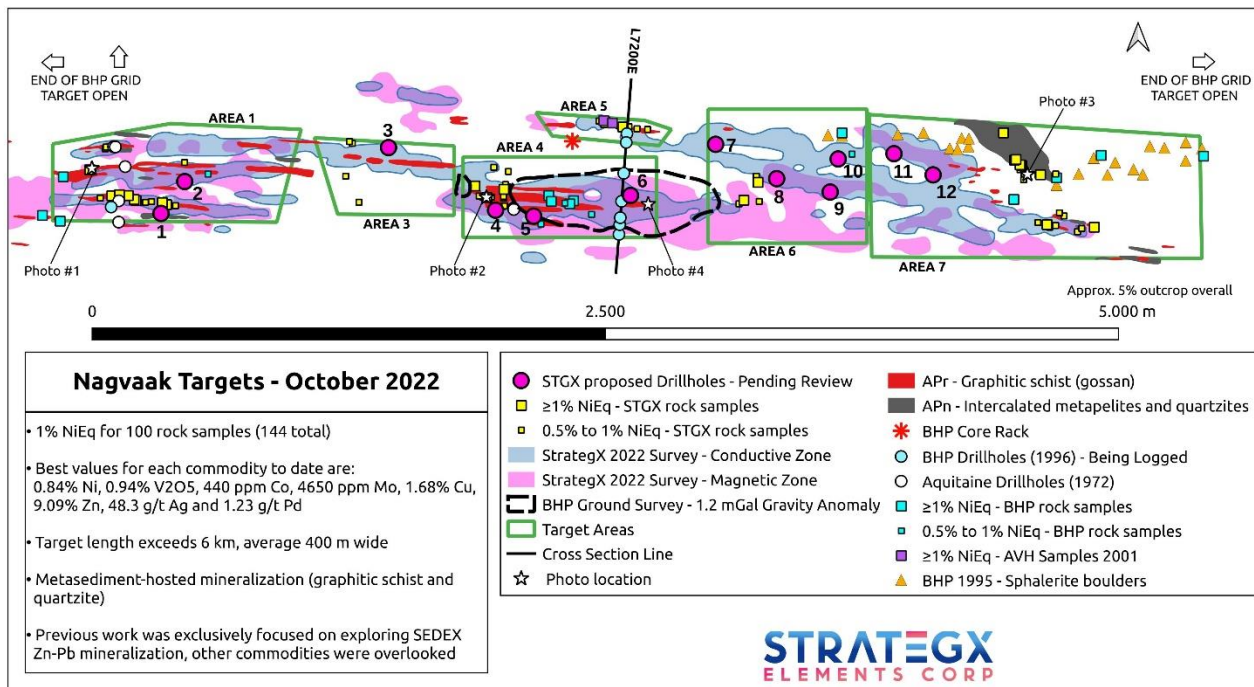 L7200E
END OF BHP GRID
TARGET OPEN
END OF BHP GRID
TARGET OPEN
Photo #3
AREA 1
AREA 5
3
AREA 4
7
10
11
12
2
6
8
9
1
AREA 3
4
5
AREA 6
AREA 7
Photo #1
Photo #2
Photo #4
Approx. 5% outcrop overall
0
2.500
5.000 m
Nagvaak Targets - October 2022
• 1% NiEq for 100 rock samples (144 total)
• Best values for each commodity to date are:
0.84% Ni, 0.94% V2O5, 440 ppm Co, 4650 ppm Mo, 1.68% Cu,
9.09% Zn, 48.3 g/t Ag and 1.23 g/t Pd
• Target length exceeds 6 km, average 400 m wide
• Metasediment-hosted mineralization (graphitic schist and
quartzite)
• Previous work was exclusively focused on exploring SEDEX
Zn-Pb mineralization, other commodities were overlooked
STGX proposed Drillholes - Pending Review
≥1% NiEq - STGX rock samples
0.5% to 1% NiEq - STGX rock samples
StrategX 2022 Survey - Conductive Zone
StrategX 2022 Survey - Magnetic Zone
BHP Ground Survey - 1.2 mGal Gravity Anomaly
Target Areas
Cross Section Line
Photo location
APr - Graphitic schist (gossan)
APn - Intercalated metapelites and quartzites
BHP Core Rack
BHP Drillholes (1996) - Being Logged
Aquitaine Drillholes (1972)
≥1% NiEq - BHP rock samples
0.5% to 1% NiEq - BHP rock samples
≥1% NiEq - AVH Samples 2001
BHP 1995 - Sphalerite boulders
STRATEGX
ELEMENTS CORP